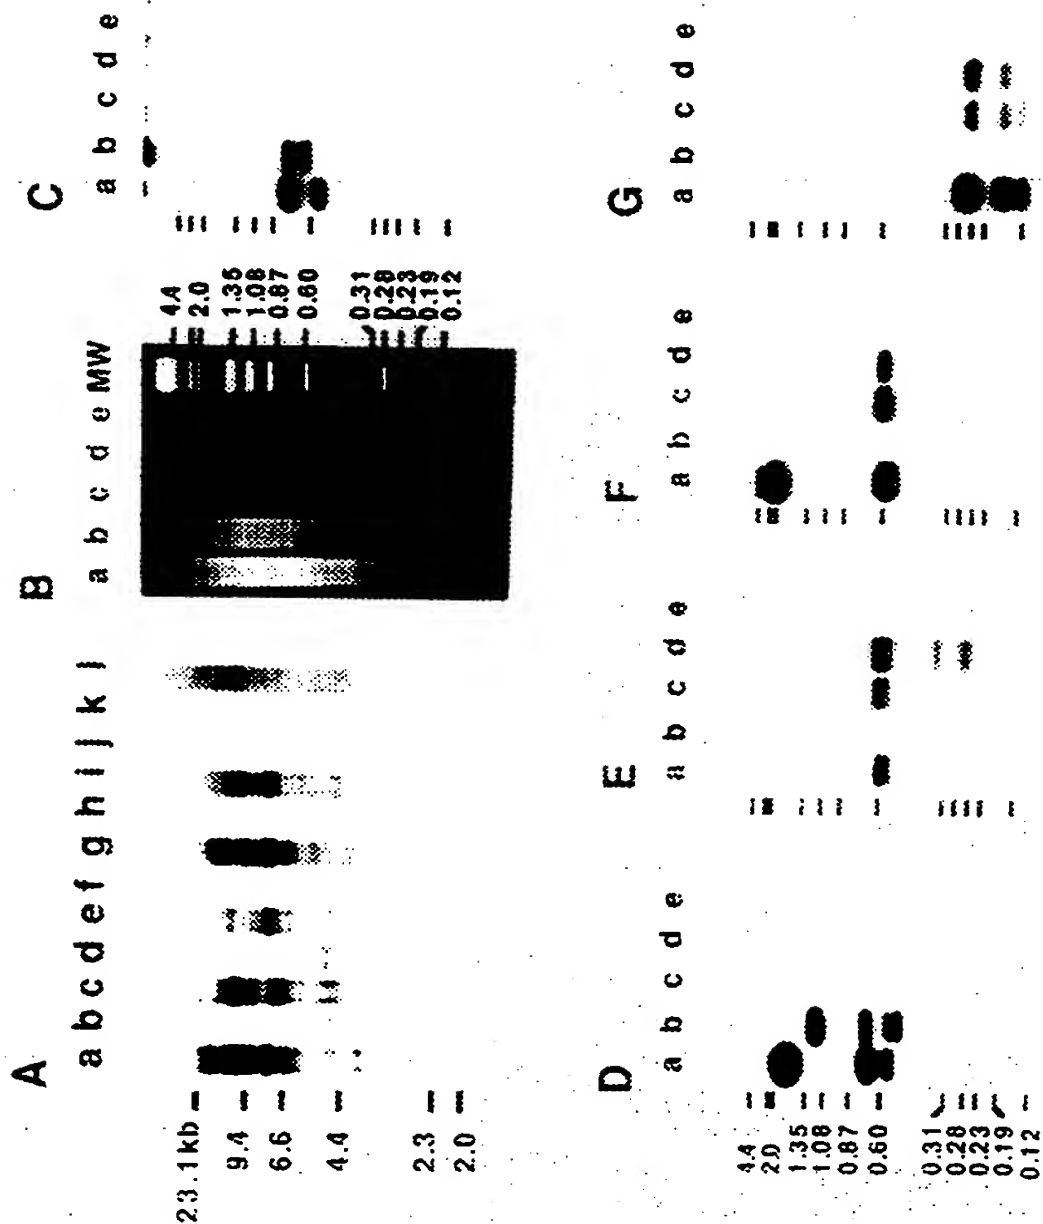 A
a b c d e f g h i j k l
23.1kb
9.4
6.6
4.4
2.3
2.0
B
a b c d e MW
4.4
2.0
1.35
1.08
0.87
0.60
0.31
0.28
0.23
0.19
0.12
C
a b c d e
D
a b c d e
4.4
2.0
1.35
1.08
0.87
0.60
0.31
0.28
0.23
0.19
0.12
E
a b c d e
F
a b c d e
G
a b c d e